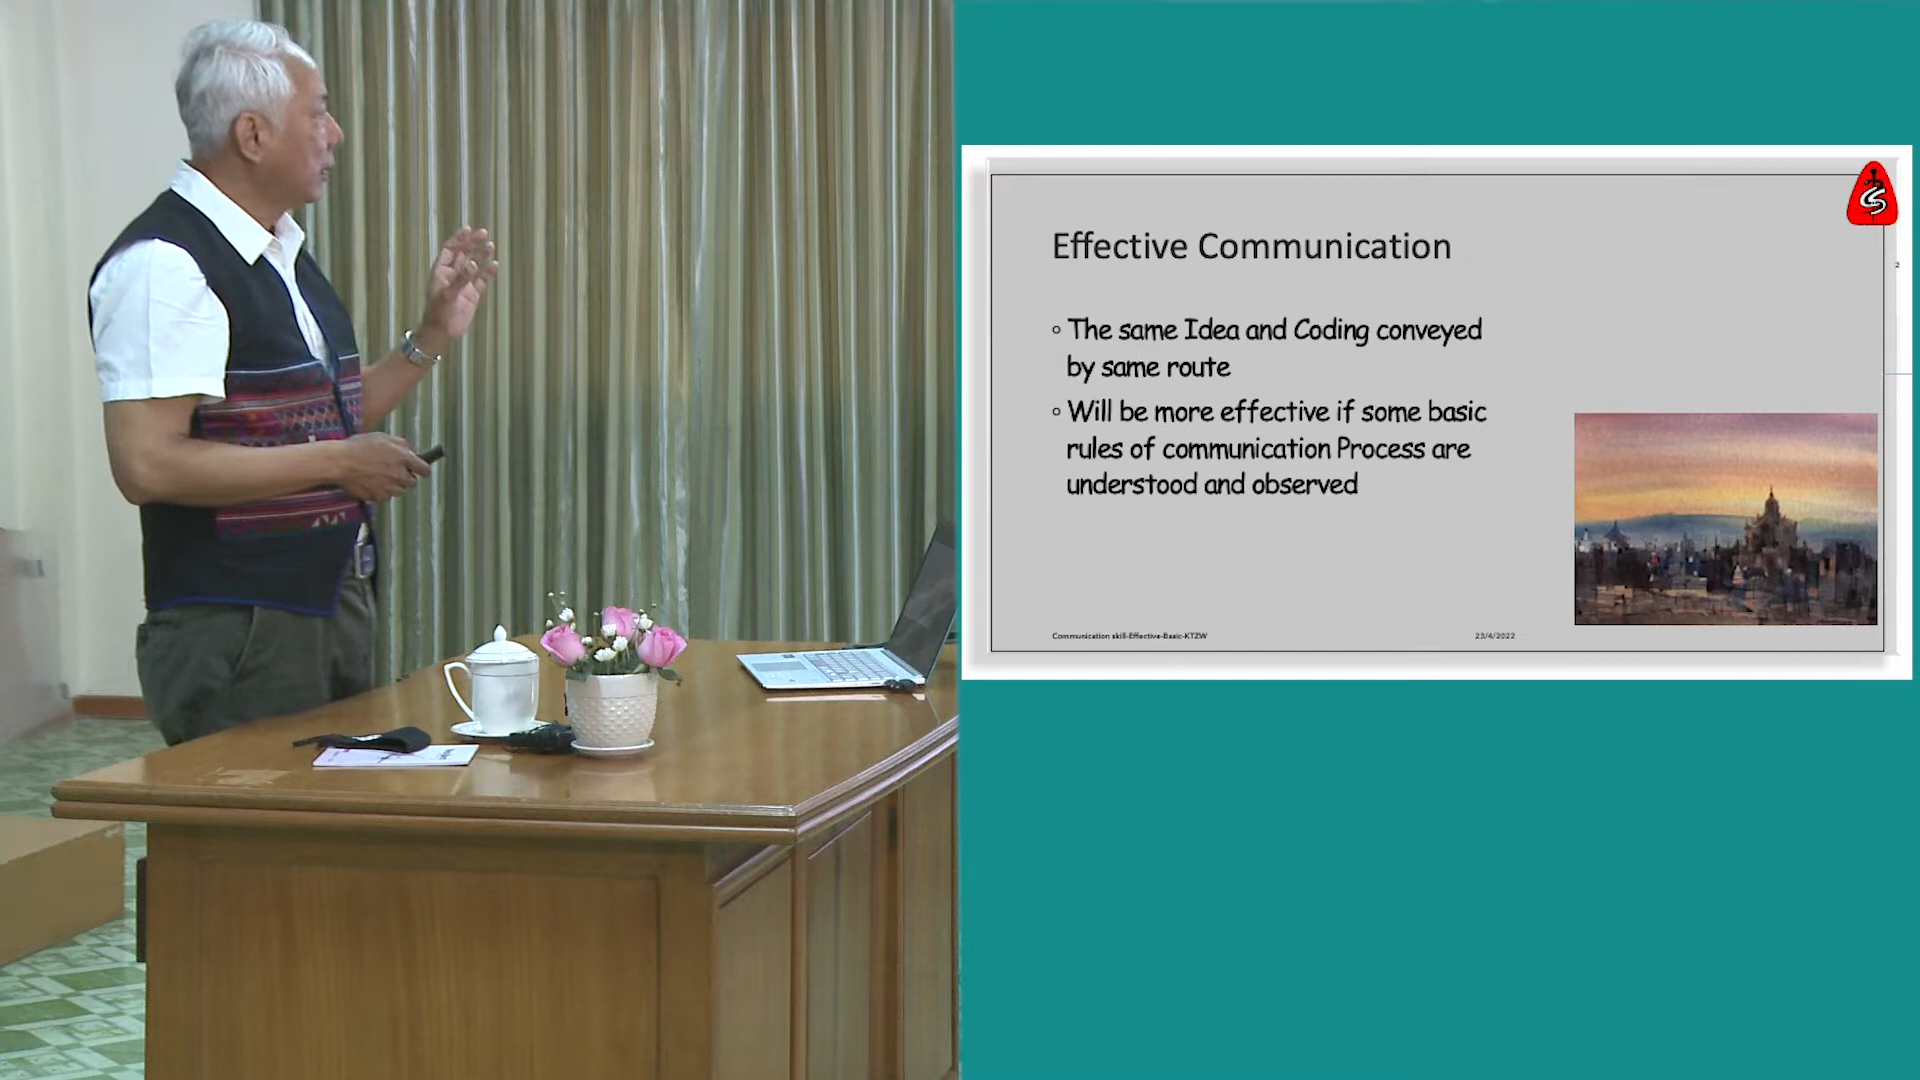 Effective Communication
2
◦ The same Idea and Coding conveyed
by same route
◦ Will be more effective if some basic
rules of communication Process are
understood and observed
Communication skill-Effective-Basic-KTZW
23/4/2022